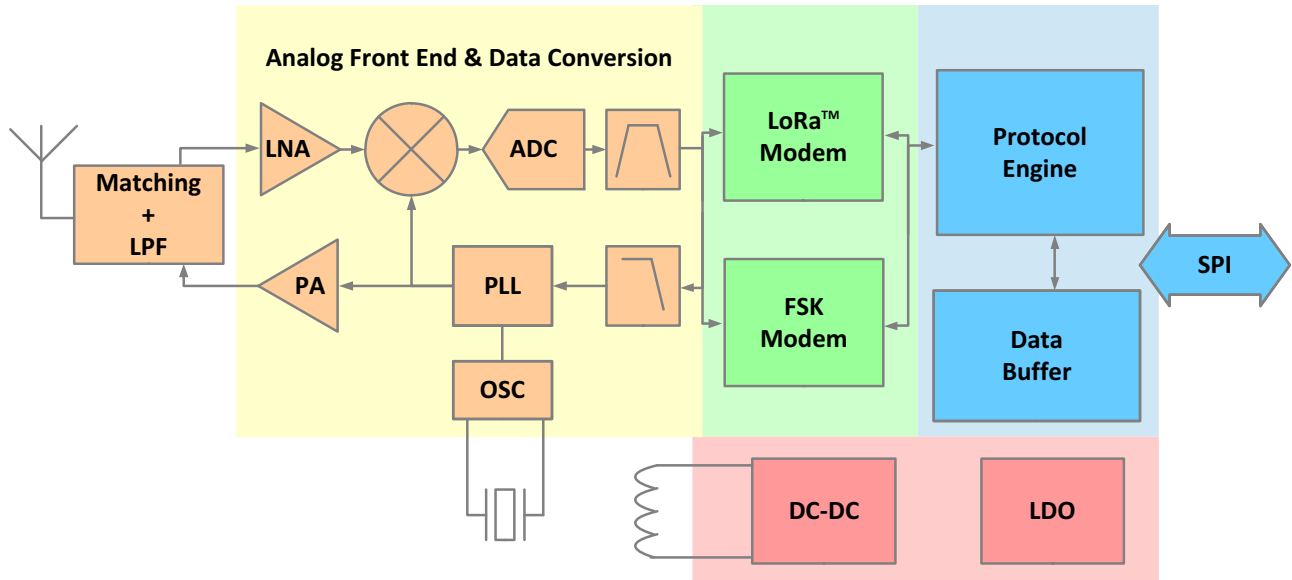 Analog Front End & Data Conversion
LNA
ADC
LoRa™
Modem
Protocol
Engine
Matching
+
LPF
PA
PLL
FSK
Modem
SPI
Data
Buffer
OSC
DC-DC
LDO